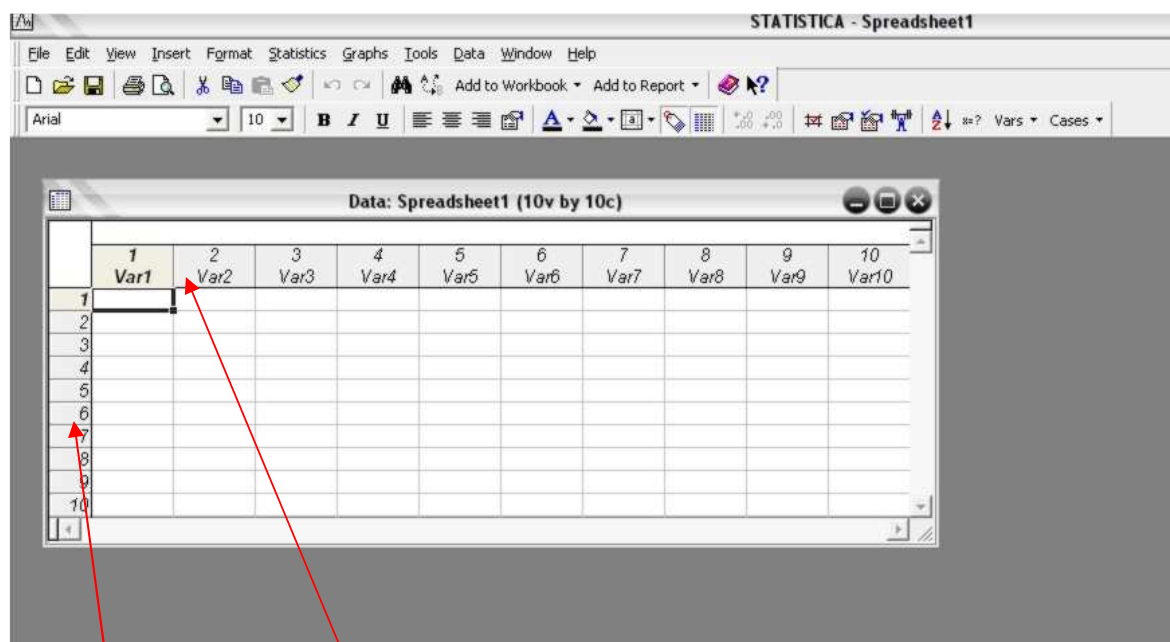 STATISTICA - Spreadsheet1
File Edit View Insert Format Statistics Graphs Tools Data Window Help
Add to Workbook Add to Report
Arial 10 B I U Vars Cases
Data: Spreadsheet1 (10v by 10c)
1 2 3 4 5 6 7 8 9 10
Var1 Var2 Var3 Var4 Var5 Var6 Var7 Var8 Var9 Var10
1
2
3
4
5
6
7
8
9
10